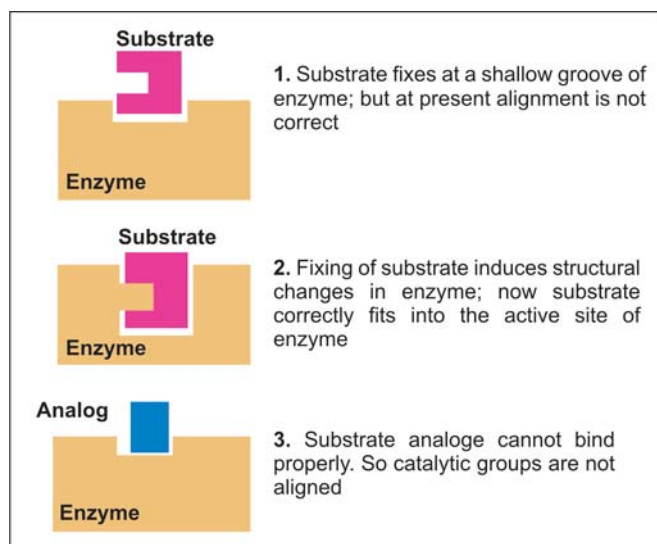 Substrate
1. Substrate fixes at a shallow groove of
enzyme; but at present alignment is not
correct
Enzyme
Substrate
2. Fixing of substrate induces structural
changes in enzyme; now substrate
correctly fits into the active site of
enzyme
Enzyme
Analog
3. Substrate analoge cannot bind
properly. So catalytic groups are not
aligned
Enzyme